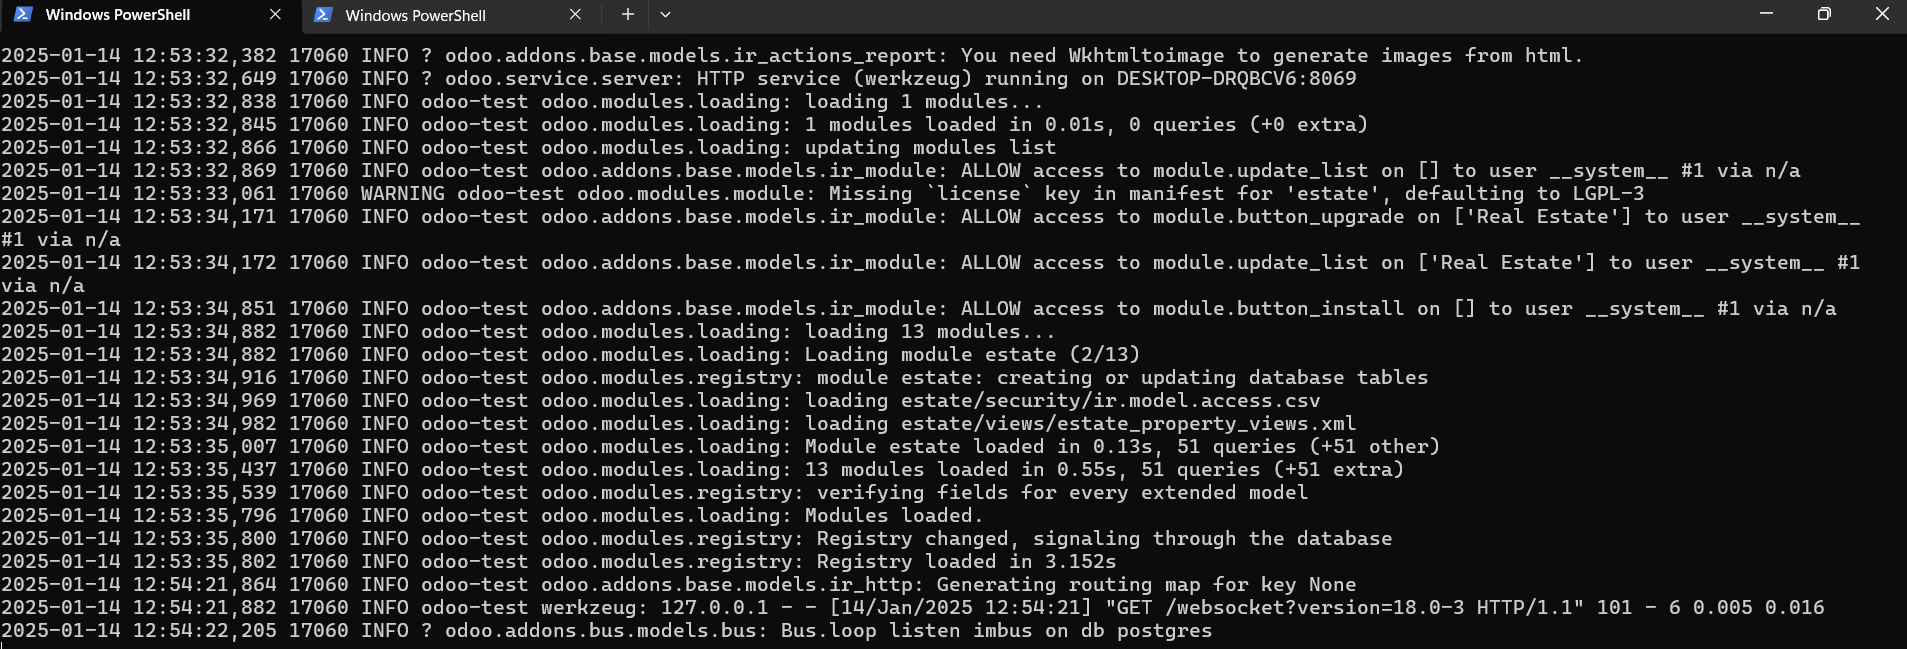 Windows PowerShell
Windows PowerShell
2025-01-14 12:53:32,382 17060 INFO ? odoo.addons.base.models.ir_actions_report: You need Wkhtmltoimage to generate images from html.
2025-01-14 12:53:32,649 17060 INFO ? odoo.service.server: HTTP service (werkzeug) running on DESKTOP-DRQBCV6:8069
2025-01-14 12:53:32,838 17060 INFO odoo-test odoo.modules.loading: loading 1 modules...
2025-01-14 12:53:32,845 17060 INFO odoo-test odoo.modules.loading: 1 modules loaded in 0.01s, 0 queries (+0 extra)
2025-01-14 12:53:32,866 17060 INFO odoo-test odoo.modules.loading: updating modules list
2025-01-14 12:53:32,869 17060 INFO odoo-test odoo.addons.base.models.ir_module: ALLOW access to module.update_list on [] to user __system__ #1 via n/a
2025-01-14 12:53:33,061 17060 WARNING odoo-test odoo.modules.module: Missing `license` key in manifest for 'estate', defaulting to LGPL-3
2025-01-14 12:53:34,171 17060 INFO odoo-test odoo.addons.base.models.ir_module: ALLOW access to module.button_upgrade on ['Real Estate'] to user __system__
#1 via n/a
2025-01-14 12:53:34,172 17060 INFO odoo-test odoo.addons.base.models.ir_module: ALLOW access to module.update_list on ['Real Estate'] to user __system__ #1
via n/a
2025-01-14 12:53:34,851 17060 INFO odoo-test odoo.addons.base.models.ir_module: ALLOW access to module.button_install on [] to user __system__ #1 via n/a
2025-01-14 12:53:34,882 17060 INFO odoo-test odoo.modules.loading: loading 13 modules...
2025-01-14 12:53:34,882 17060 INFO odoo-test odoo.modules.loading: Loading module estate (2/13)
2025-01-14 12:53:34,916 17060 INFO odoo-test odoo.modules.registry: module estate: creating or updating database tables
2025-01-14 12:53:34,969 17060 INFO odoo-test odoo.modules.loading: loading estate/security/ir.model.access.csv
2025-01-14 12:53:34,982 17060 INFO odoo-test odoo.modules.loading: loading estate/views/estate_property_views.xml
2025-01-14 12:53:35,007 17060 INFO odoo-test odoo.modules.loading: Module estate loaded in 0.13s, 51 queries (+51 other)
2025-01-14 12:53:35,437 17060 INFO odoo-test odoo.modules.loading: 13 modules loaded in 0.55s, 51 queries (+51 extra)
2025-01-14 12:53:35,539 17060 INFO odoo-test odoo.modules.registry: verifying fields for every extended model
2025-01-14 12:53:35,796 17060 INFO odoo-test odoo.modules.loading: Modules loaded.
2025-01-14 12:53:35,800 17060 INFO odoo-test odoo.modules.registry: Registry changed, signaling through the database
2025-01-14 12:53:35,802 17060 INFO odoo-test odoo.modules.registry: Registry loaded in 3.152s
2025-01-14 12:54:21,864 17060 INFO odoo-test odoo.addons.base.models.ir_http: Generating routing map for key None
2025-01-14 12:54:21,882 17060 INFO odoo-test werkzeug: 127.0.0.1 - - [14/Jan/2025 12:54:21] "GET /websocket?version=18.0-3 HTTP/1.1" 101 - 6 0.005 0.016
2025-01-14 12:54:22,205 17060 INFO ? odoo.addons.bus.models.bus: Bus.loop listen imbus on db postgres